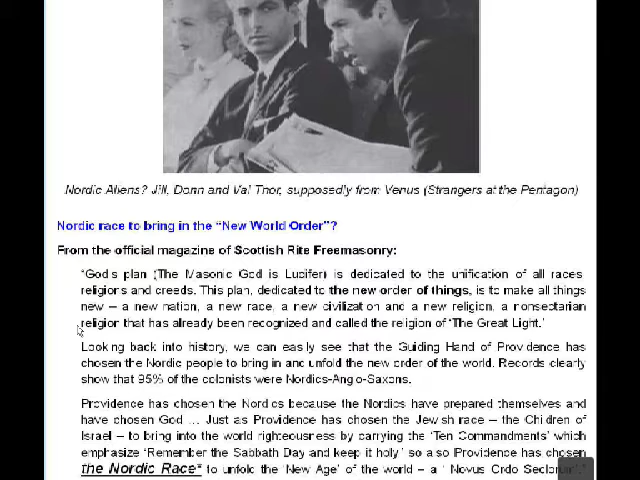 Nordic Aliens? Jill, Donn and Val Thor, supposedly from Venus (Strangers at the Pentagon)
Nordic race to bring in the “New World Order”?
From the official magazine of Scottish Rite Freemasonry:
“God’s plan (The Masonic God is Lucifer) is dedicated to the unification of all races
religions and creeds. This plan, dedicated to the new order of things, is to make all things
new – a new nation, a new race, a new civilization and a new religion, a nonsectarian
religion that has already been recognized and called the religion of ‘The Great Light.’
Looking back into history, we can easily see that the Guiding Hand of Providence has
chosen the Nordic people to bring in and unfold the new order of the world. Records clearly
show that 95% of the colonists were Nordics-Anglo-Saxons.
Providence has chosen the Nordics because the Nordics have prepared themselves and
have chosen God ... Just as Providence has chosen the Jewish race – the Children of
Israel – to bring into the world righteousness by carrying the ‘Ten Commandments’ which
emphasize ‘Remember the Sabbath Day and keep it holy’ so also Providence has chosen
the Nordic Race* to unfold the ‘New Age’ of the world – a ‘ Novus Ordo Seclorum’.”